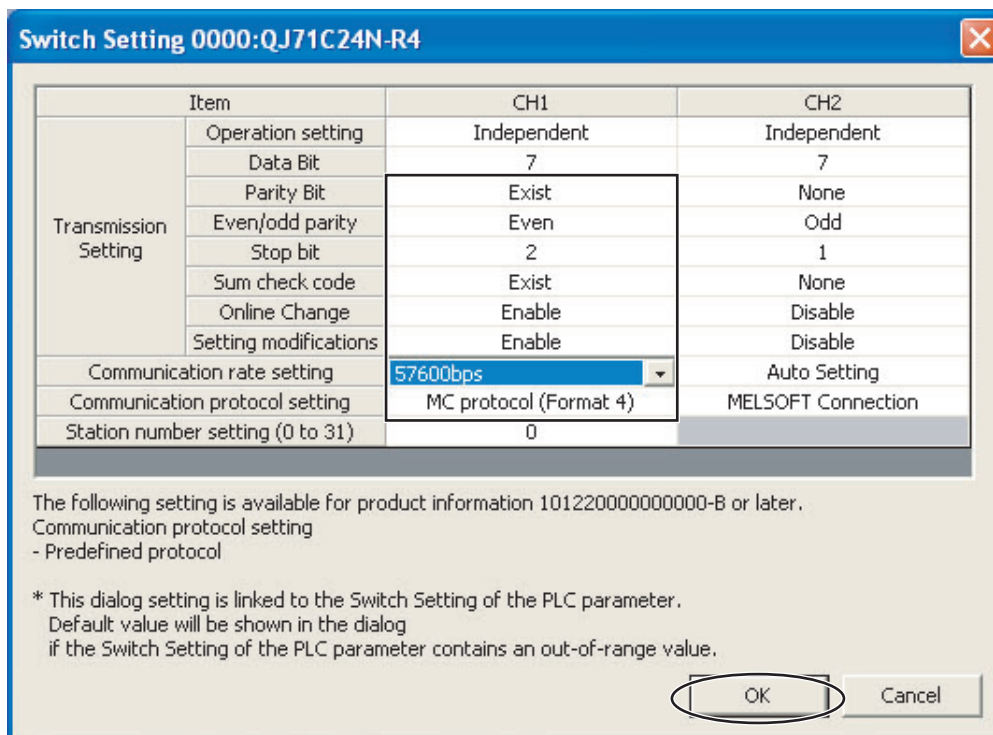 Switch Setting 0000:QJ71C24N-R4
Item CH1 CH2
Transmission Setting
Operation setting Independent Independent
Data Bit 7 7
Parity Bit Exist None
Even/odd parity Even Odd
Stop bit 2 1
Sum check code Exist None
Online Change Enable Disable
Setting modifications Enable Disable
Communication rate setting 57600bps Auto Setting
Communication protocol setting MC protocol (Format 4) MELSOFT Connection
Station number setting (0 to 31) 0
The following setting is available for product information 101220000000000-B or later.
Communication protocol setting
- Predefined protocol
* This dialog setting is linked to the Switch Setting of the PLC parameter.
Default value will be shown in the dialog
if the Switch Setting of the PLC parameter contains an out-of-range value.
OK Cancel